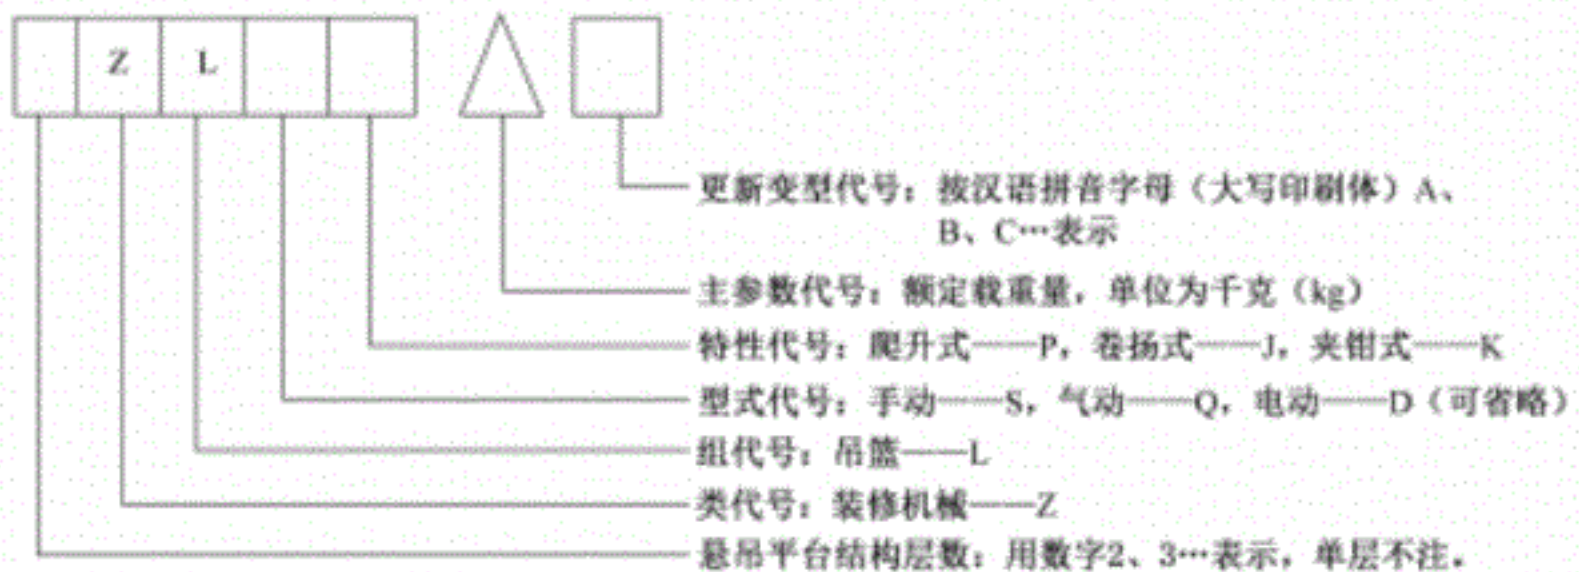 Z L
更新变型代号：按汉语拼音字母（大写印刷体）A、
B、C…表示
主参数代号：额定载重量，单位为千克（kg）
特性代号：爬升式——P，卷扬式——J，夹钳式——K
型式代号：手动——S，气动——Q，电动——D（可省略）
组代号：吊篮——L
类代号：装修机械——Z
悬吊平台结构层数：用数字2、3…表示，单层不注。